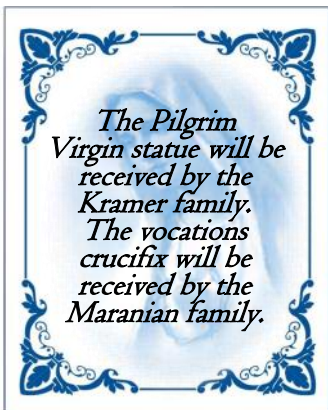 The Pilgrim
Virgin statue will be
received by the
Kramer family.
The vocations
crucifix will be
received by the
Maranian family.